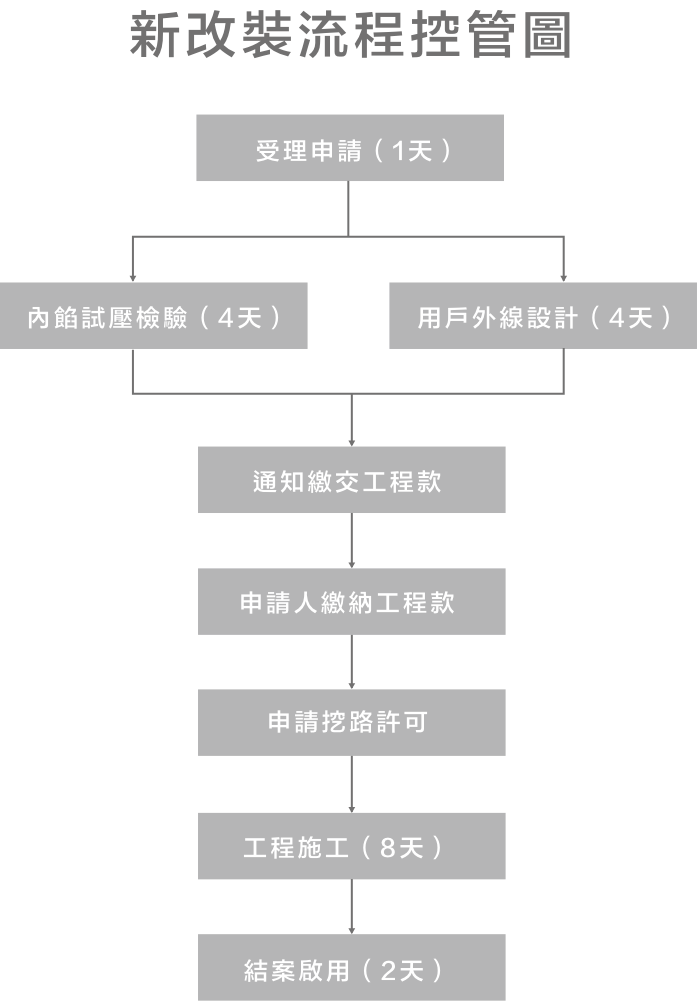 新改裝流程控管圖
受理申請（1天）
內餡試壓檢驗（4天）
用戶外線設計（4天）
通知繳交工程款
申請人繳納工程款
申請挖路許可
工程施工（8天）
結案啟用（2天）